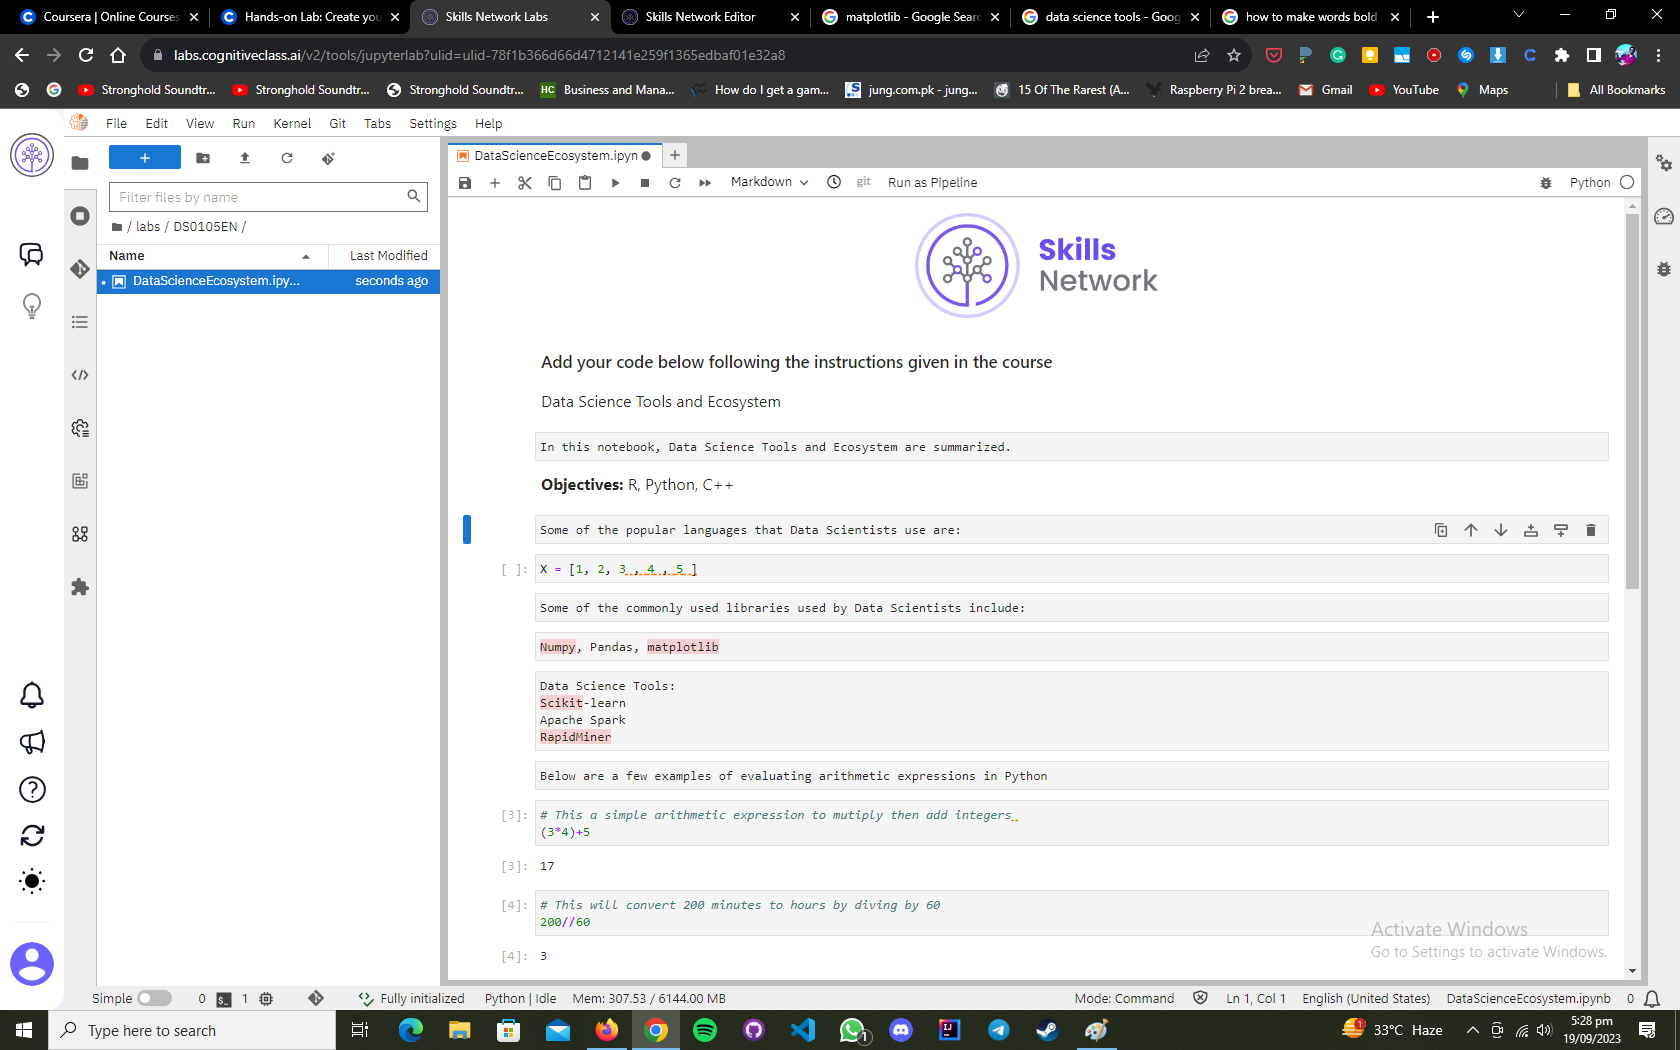 Coursera | Online Courses
Hands-on Lab: Create you
Skills Network Labs
Skills Network Editor
matplotlib - Google Searc
data science tools - Goog
how to make words bold
labs.cognitiveclass.ai/v2/tools/jupyterlab?ulid=ulid-78f1b366d66d4712141e259f1365edbaf01e32a8
Stronghold Soundtr...
Stronghold Soundtr...
Stronghold Soundtr...
HC Business and Mana...
How do I get a gam...
jung.com.pk - jung...
15 Of The Rarest (A...
Raspberry Pi 2 brea...
Gmail
YouTube
Maps
All Bookmarks
File Edit View Run Kernel Git Tabs Settings Help
DataScienceEcosystem.ipyn
Markdown
git
Run as Pipeline
Python
Filter files by name
/ labs / DS0105EN /
Name Last Modified
DataScienceEcosystem.ipy... seconds ago
Skills
Network
Add your code below following the instructions given in the course
Data Science Tools and Ecosystem
In this notebook, Data Science Tools and Ecosystem are summarized.
Objectives: R, Python, C++
Some of the popular languages that Data Scientists use are:
[ ]: X = [1, 2, 3 , 4 , 5 ]
Some of the commonly used libraries used by Data Scientists include:
Numpy, Pandas, matplotlib
Data Science Tools:
Scikit-learn
Apache Spark
RapidMiner
Below are a few examples of evaluating arithmetic expressions in Python
[3]: # This a simple arithmetic expression to mutiply then add integers
(3*4)+5
[3]: 17
[4]: # This will convert 200 minutes to hours by diving by 60
200//60
[4]: 3
Activate Windows
Go to Settings to activate Windows.
Simple 0 1 Fully initialized Python | Idle Mem: 307.53 / 6144.00 MB Mode: Command Ln 1, Col 1 English (United States) DataScienceEcosystem.ipynb 0
Type here to search
1
33°C Haze
5:28 pm
19/09/2023